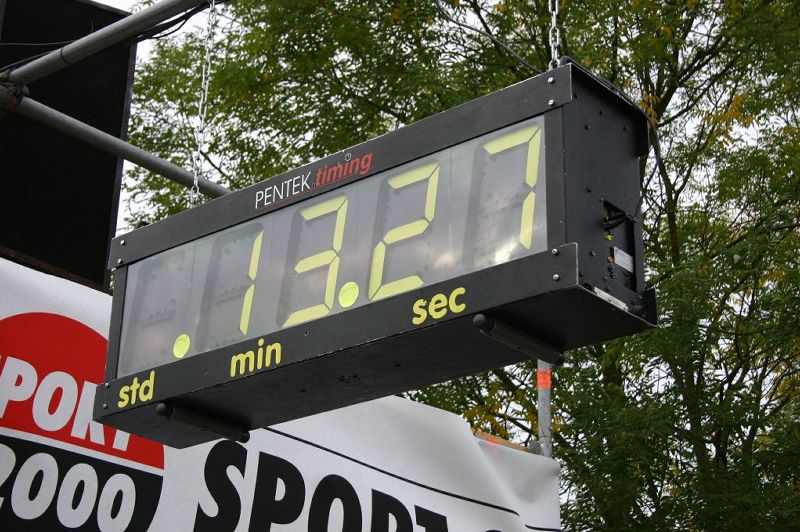 PENTEK timing
.13.27
std min sec
SPORT
2000
SPORT